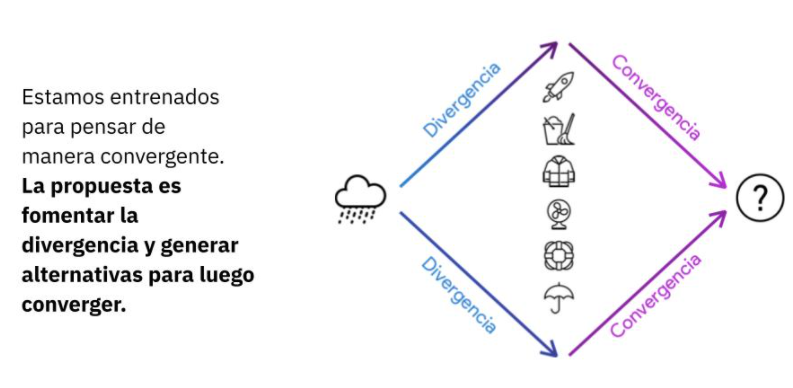 Estamos entrenados
para pensar de
manera convergente.
La propuesta es
fomentar la
divergencia y generar
alternativas para luego
converger.
Divergencia
Convergencia
?
Divergencia
Convergencia